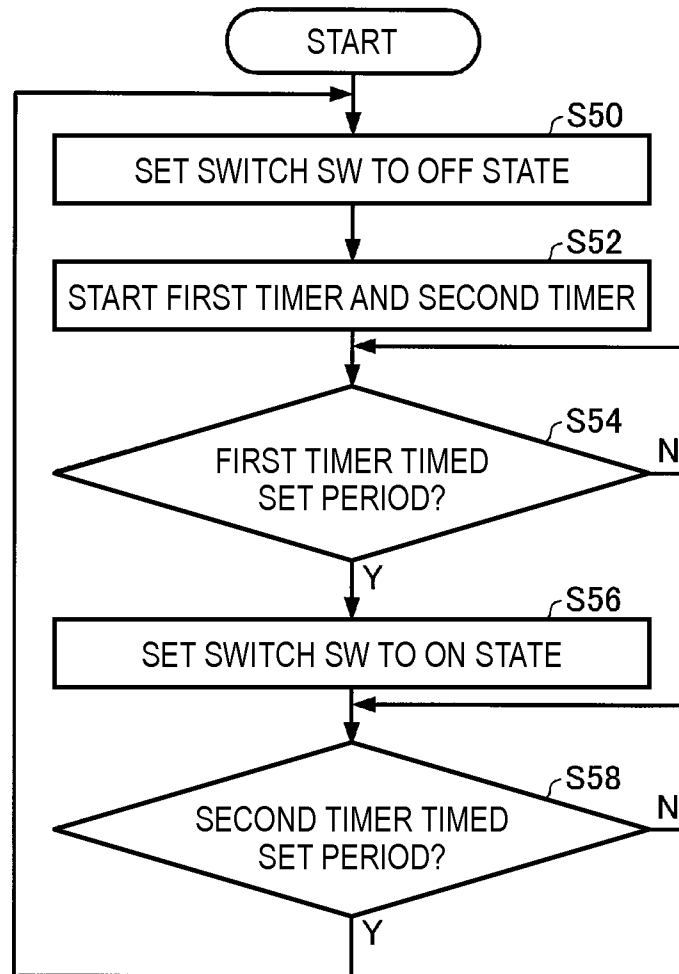 START
S50
SET SWITCH SW TO OFF STATE
S52
START FIRST TIMER AND SECOND TIMER
S54
FIRST TIMER TIMED
SET PERIOD?
N
Y
S56
SET SWITCH SW TO ON STATE
S58
SECOND TIMER TIMED
SET PERIOD?
N
Y